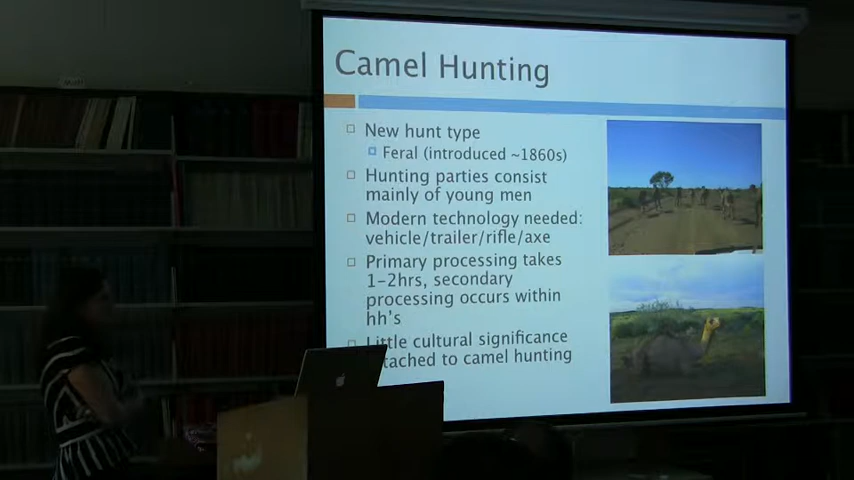 Camel Hunting
New hunt type
Feral (introduced ~1860s)
Hunting parties consist
mainly of young men
Modern technology needed:
vehicle/trailer/rifle/axe
Primary processing takes
1-2hrs, secondary
processing occurs within
hh's
Little cultural significance
attached to camel hunting